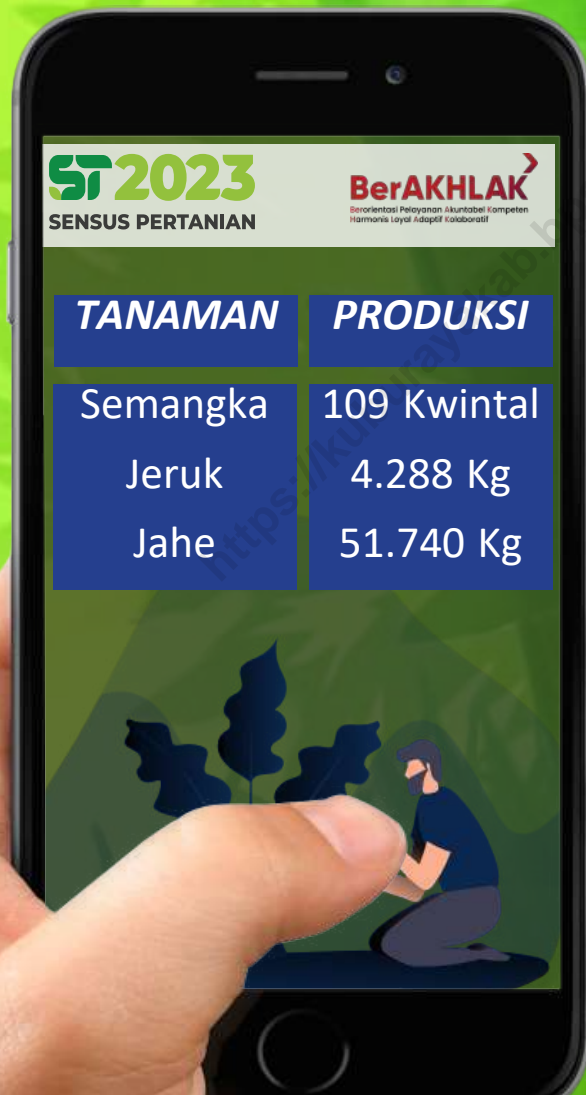 ST2023
SENSUS PERTANIAN
BerAKHLAK
Berorientasi Pelayanan Akuntabel Kompeten
Harmonis Loyal Adaptif Kolaboratif
TANAMAN PRODUKSI
Semangka 109 Kwintal
Jeruk 4.288 Kg
Jahe 51.740 Kg